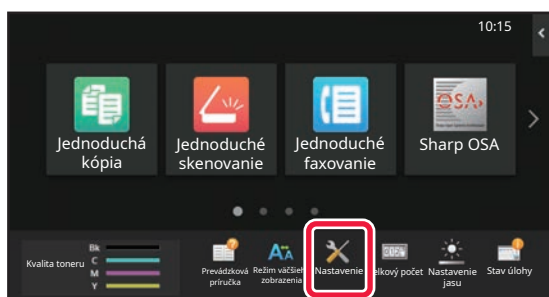 10:15
Jednoduchá
kópia
Jednoduché
skenovanie
Jednoduché
faxovanie
OSA
Sharp OSA
Kvalita toneru
Bk
C
M
Y
Prevádzková
príručka
Režim väčšieh
zobrazenia
Nastavenie
elkový počet
Nastavenie
jasu
Stav úlohy